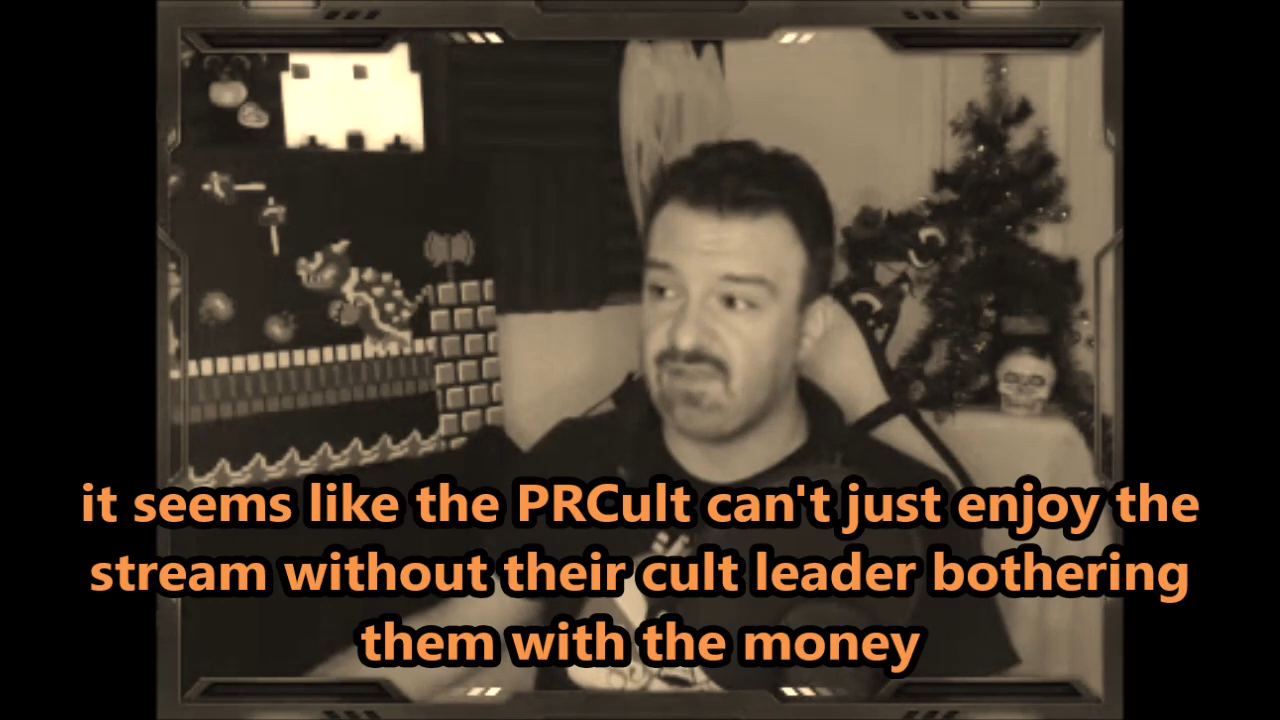 it seems like the PRCult can't just enjoy the
stream without their cult leader bothering
them with the money